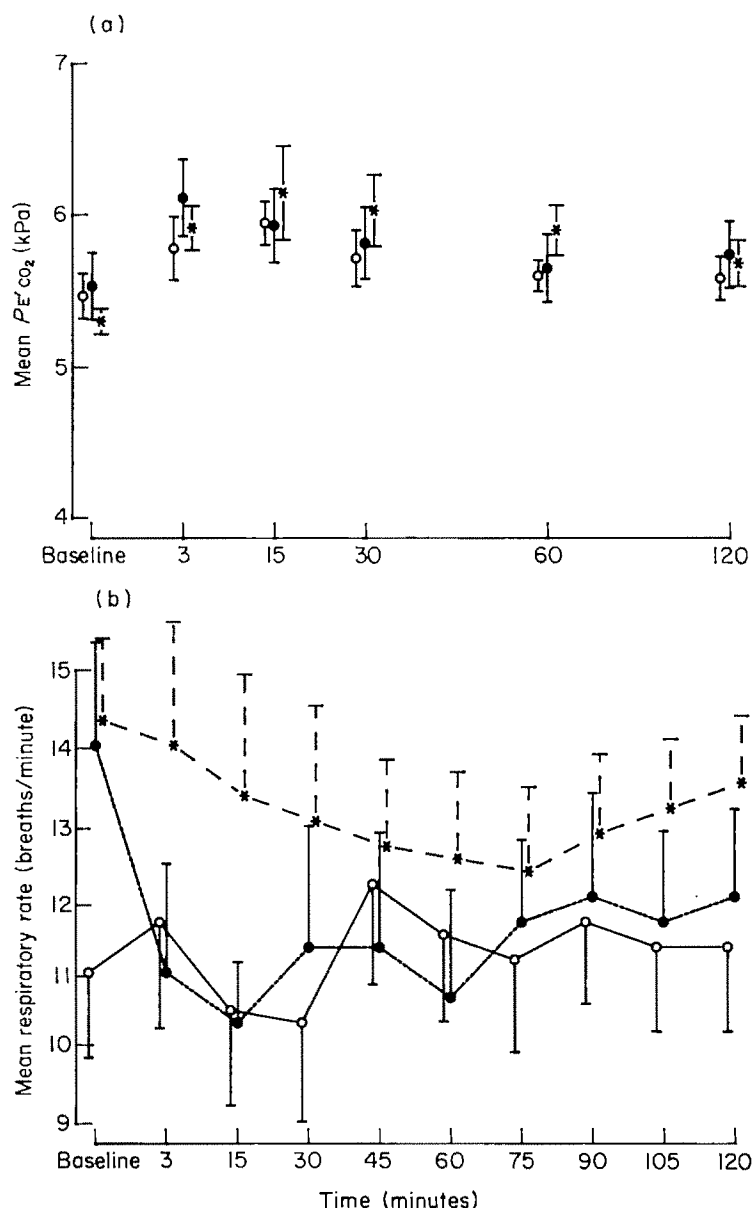 (a)
Mean PE'CO₂ (kPa)
7
6
5
4
Baseline 3 15 30 60 120
(b)
Mean respiratory rate (breaths/minute)
15
14
13
12
11
10
9
Baseline 3 15 30 45 60 75 90 105 120
Time (minutes)